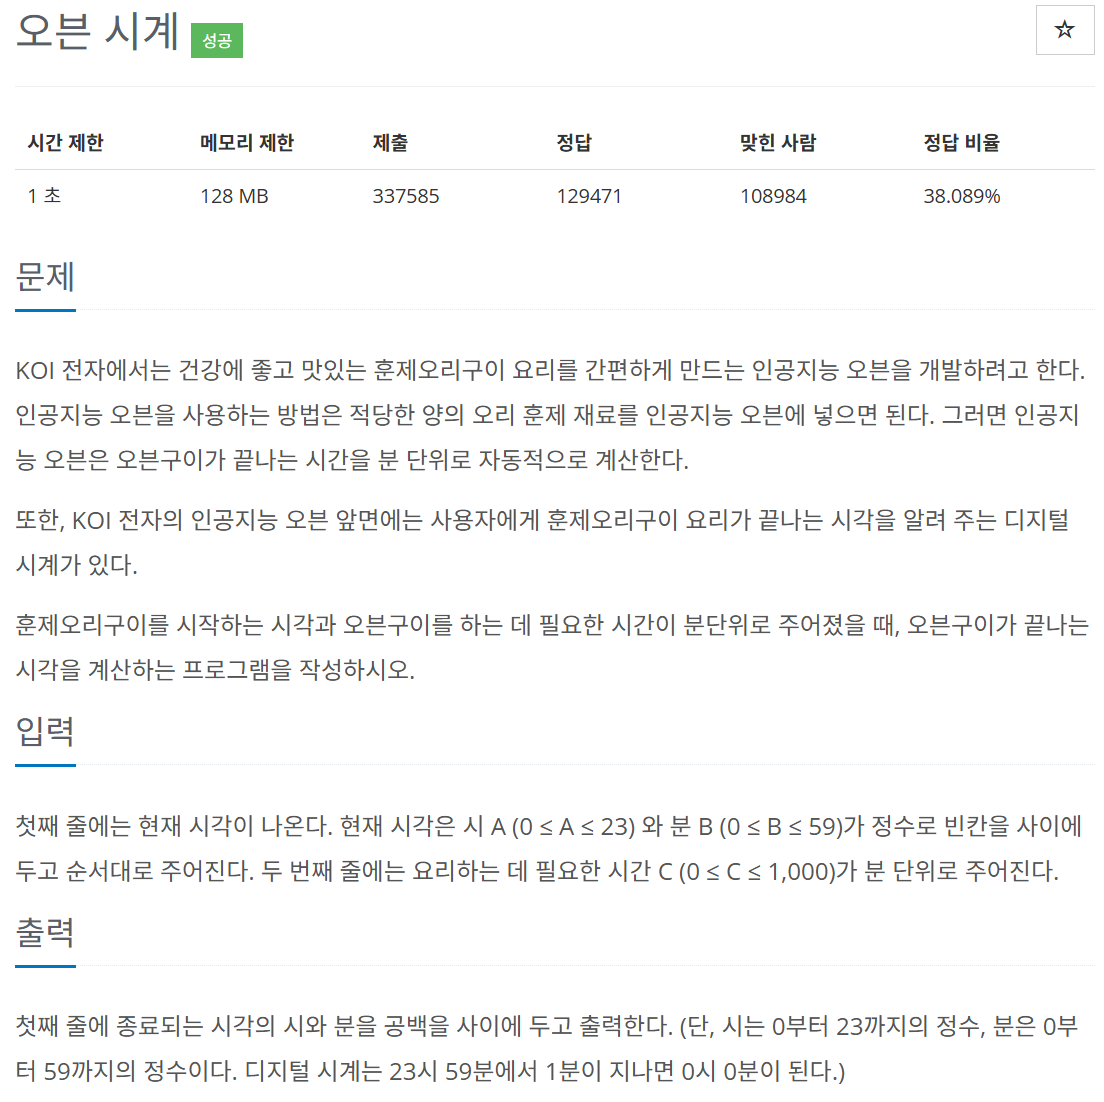 오븐 시계 성공
☆
시간 제한 메모리 제한 제출 정답 맞힌 사람 정답 비율
1 초 128 MB 337585 129471 108984 38.089%
문제
KOI 전자에서는 건강에 좋고 맛있는 훈제오리구이 요리를 간편하게 만드는 인공지능 오븐을 개발하려고 한다.
인공지능 오븐을 사용하는 방법은 적당한 양의 오리 훈제 재료를 인공지능 오븐에 넣으면 된다. 그러면 인공지
능 오븐은 오븐구이가 끝나는 시간을 분 단위로 자동적으로 계산한다.
또한, KOI 전자의 인공지능 오븐 앞면에는 사용자에게 훈제오리구이 요리가 끝나는 시각을 알려 주는 디지털
시계가 있다.
훈제오리구이를 시작하는 시각과 오븐구이를 하는 데 필요한 시간이 분단위로 주어졌을 때, 오븐구이가 끝나는
시각을 계산하는 프로그램을 작성하시오.
입력
첫째 줄에는 현재 시각이 나온다. 현재 시각은 시 A (0 ≤ A ≤ 23) 와 분 B (0 ≤ B ≤ 59)가 정수로 빈칸을 사이에
두고 순서대로 주어진다. 두 번째 줄에는 요리하는 데 필요한 시간 C (0 ≤ C ≤ 1,000)가 분 단위로 주어진다.
출력
첫째 줄에 종료되는 시각의 시와 분을 공백을 사이에 두고 출력한다. (단, 시는 0부터 23까지의 정수, 분은 0부
터 59까지의 정수이다. 디지털 시계는 23시 59분에서 1분이 지나면 0시 0분이 된다.)